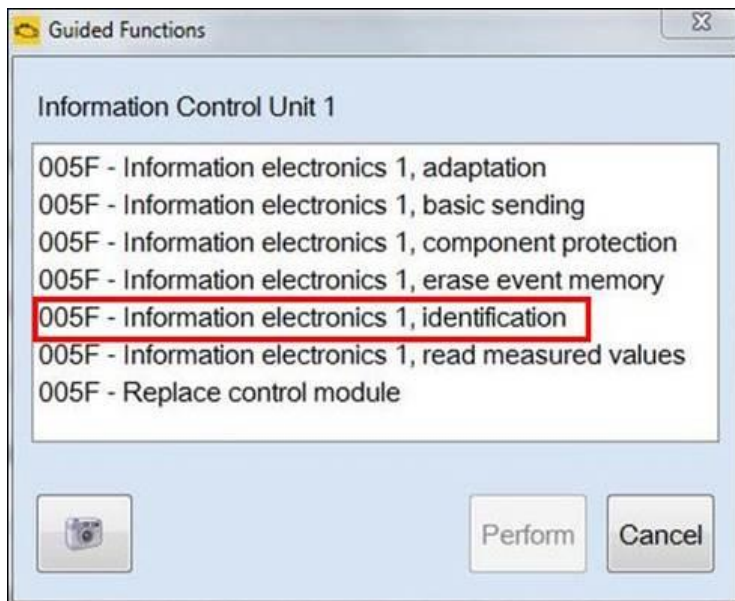 Guided Functions
Information Control Unit 1
005F - Information electronics 1, adaptation
005F - Information electronics 1, basic sending
005F - Information electronics 1, component protection
005F - Information electronics 1, erase event memory
005F - Information electronics 1, identification
005F - Information electronics 1, read measured values
005F - Replace control module
Perform
Cancel